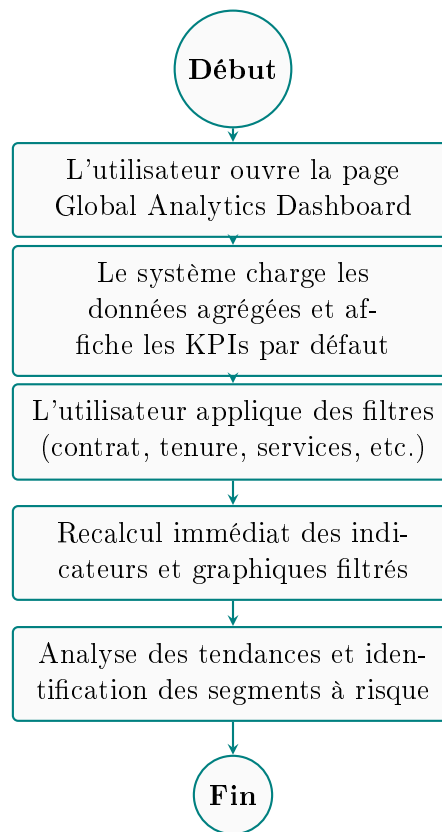 Début
L'utilisateur ouvre la page
Global Analytics Dashboard
Le système charge les
données agrégées et af-
fiche les KPIs par défaut
L'utilisateur applique des filtres
(contrat, tenure, services, etc.)
Recalcul immédiat des indi-
cateurs et graphiques filtrés
Analyse des tendances et iden-
tification des segments à risque
Fin